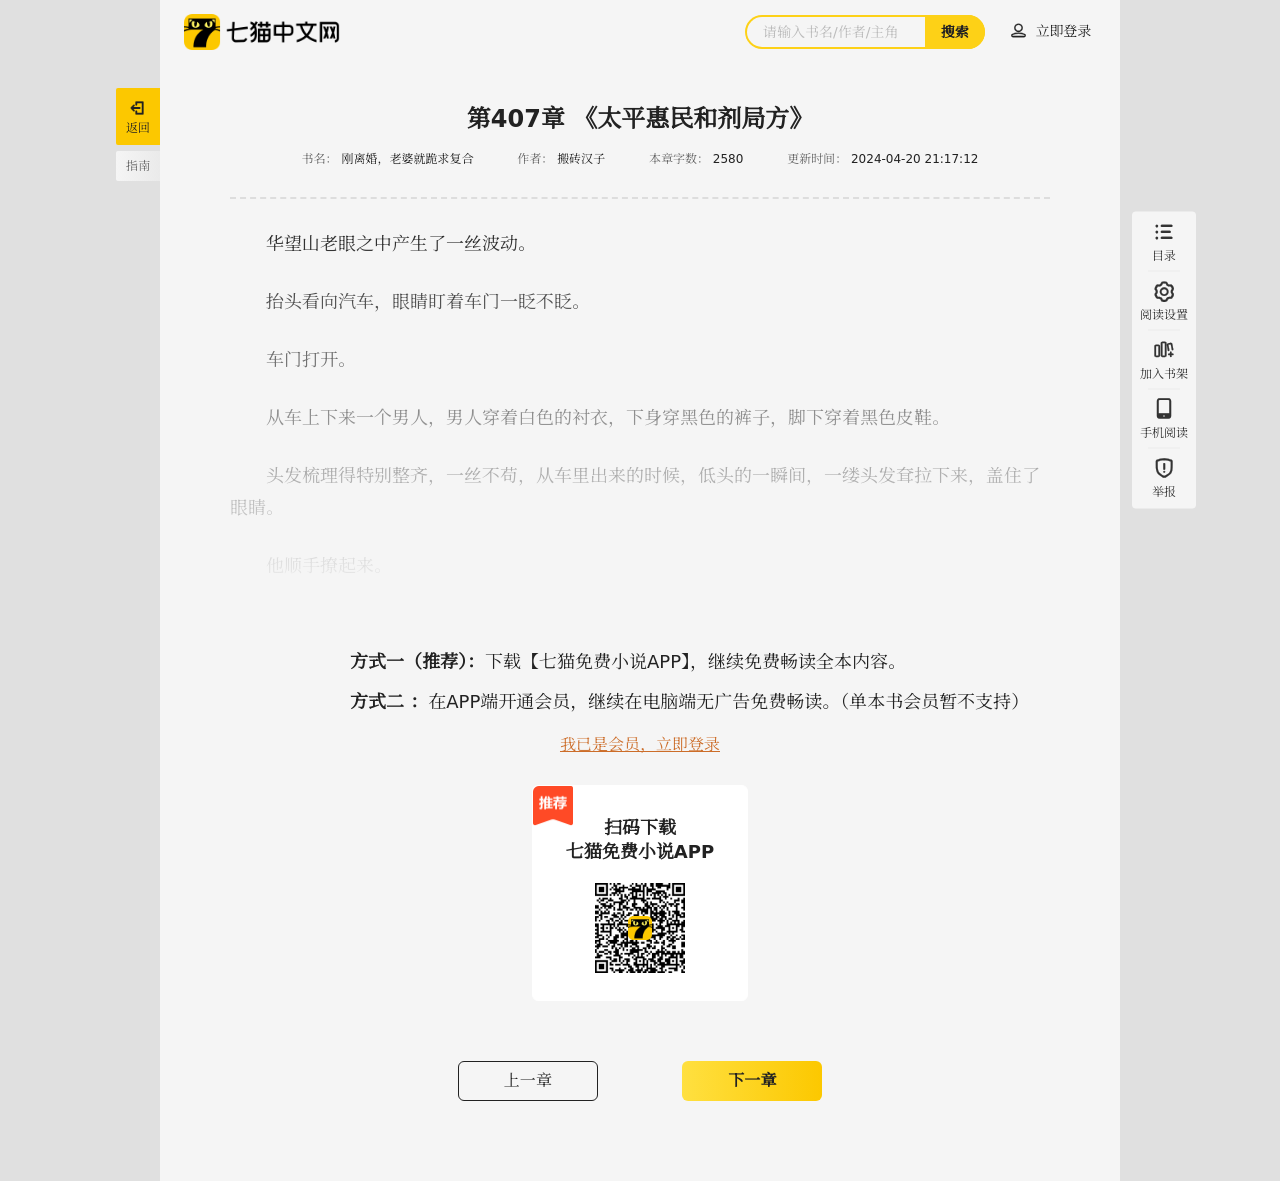 七猫中文网
请输入书名/作者/主角
搜索
立即登录
返回
指南
第407章 《太平惠民和剂局方》
书名： 刚离婚，老婆就跪求复合 作者： 搬砖汉子 本章字数： 2580 更新时间： 2024-04-20 21:17:12
华望山老眼之中产生了一丝波动。
抬头看向汽车，眼睛盯着车门一眨不眨。
车门打开。
从车上下来一个男人，男人穿着白色的衬衣，下身穿黑色的裤子，脚下穿着黑色皮鞋。
头发梳理得特别整齐，一丝不苟，从车里出来的时候，低头的一瞬间，一缕头发耷拉下来，盖住了
眼睛。
他顺手撩起来。
目录
阅读设置
加入书架
手机阅读
举报
方式一（推荐）：下载【七猫免费小说APP】，继续免费畅读全本内容。
方式二 ：在APP端开通会员，继续在电脑端无广告免费畅读。（单本书会员暂不支持）
我已是会员，立即登录
推荐
扫码下载
七猫免费小说APP
上一章
下一章